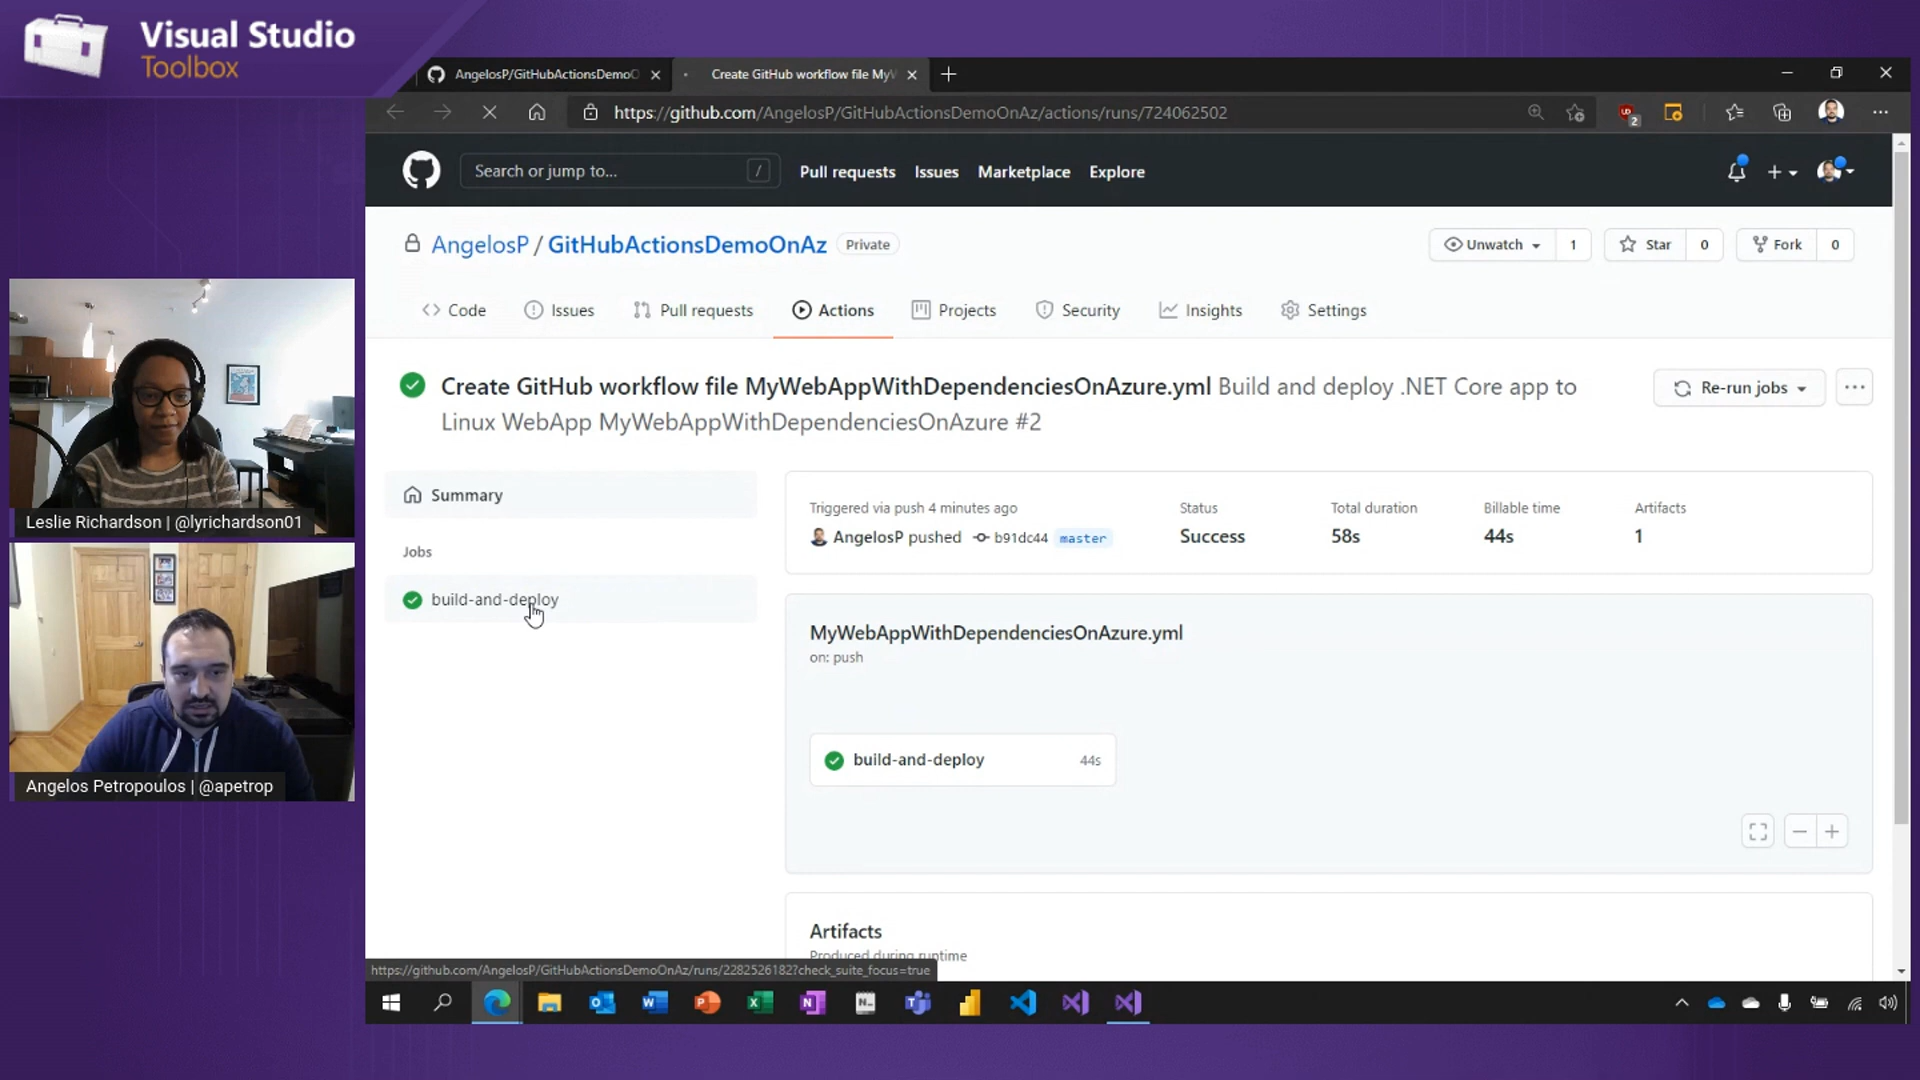 Visual Studio
Toolbox
AngelosP/GitHubActionsDemoO
Create GitHub workflow file My
https://github.com/AngelosP/GitHubActionsDemoOnAz/actions/runs/724062502
2
Search or jump to...
/
Pull requests
Issues
Marketplace
Explore
AngelosP / GitHubActionsDemoOnAz Private
Unwatch 1
Star 0
Fork 0
Code
Issues
Pull requests
Actions
Projects
Security
Insights
Settings
Create GitHub workflow file MyWebAppWithDependenciesOnAzure.yml Build and deploy .NET Core app to
Linux WebApp MyWebAppWithDependenciesOnAzure #2
Re-run jobs
Summary
Jobs
build-and-deploy
Triggered via push 4 minutes ago
AngelosP pushed b91dc44 master
Status
Success
Total duration
58s
Billable time
44s
Artifacts
1
MyWebAppWithDependenciesOnAzure.yml
on: push
build-and-deploy 44s
Artifacts
Produced during runtime
https://github.com/AngelosP/GitHubActionsDemoOnAz/runs/2282526182?check_suite_focus=true
Leslie Richardson | @lyrichardson01
Angelos Petropoulos | @apetrop